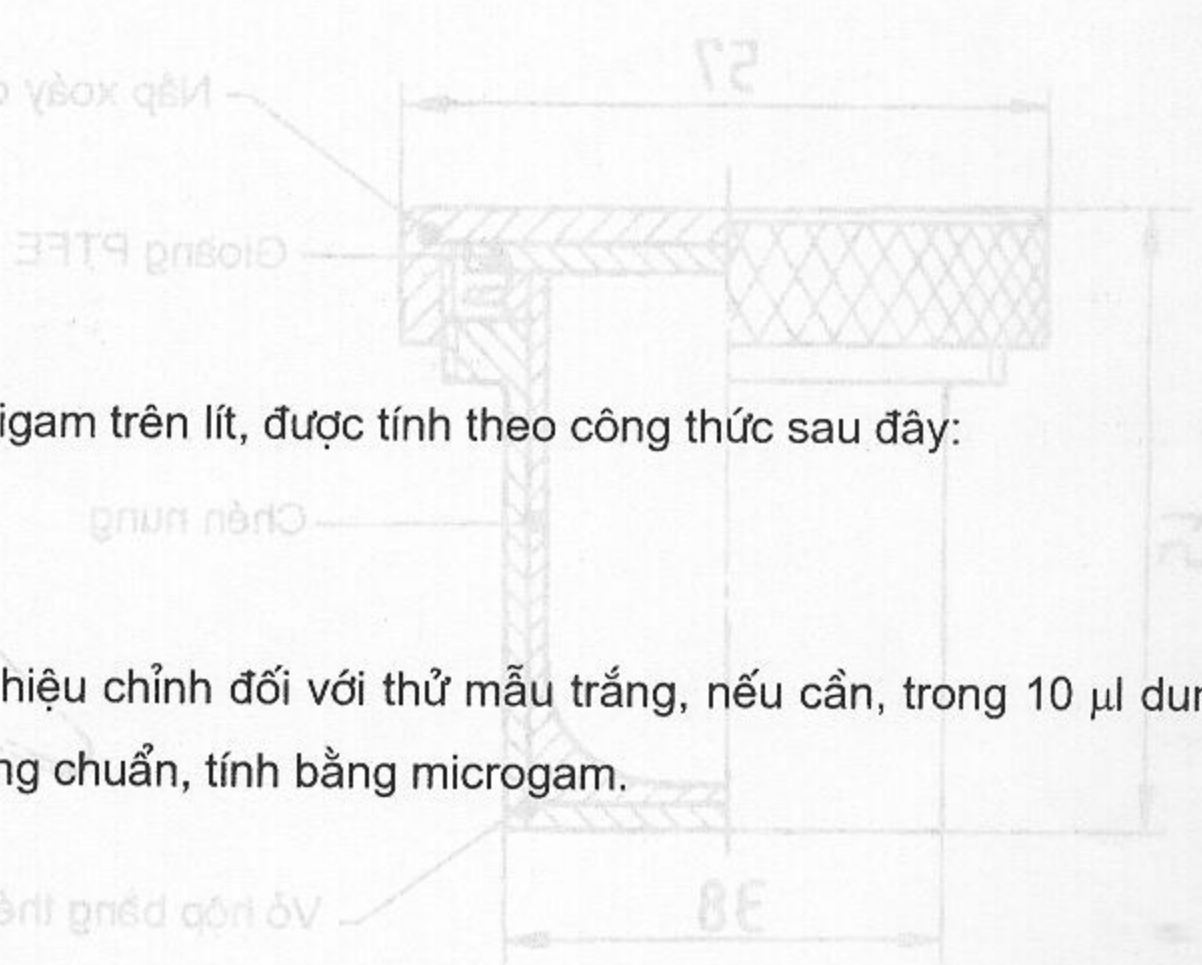 57
Nắp xoáy
Gioăng PTFE
igam trên lít, được tính theo công thức sau đây:
Chén nung
hiệu chỉnh đối với thử mẫu trắng, nếu cần, trong 10 μl dun
ng chuẩn, tính bằng microgam.
38
Vỏ hộp bằng